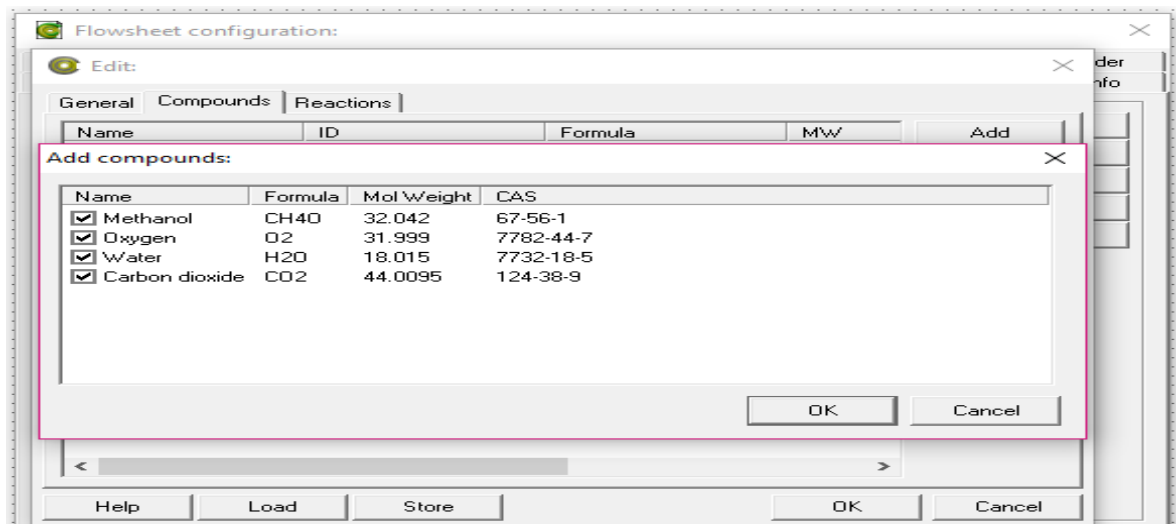 Flowsheet configuration:
Edit:
der
nfo
General Compounds Reactions
Name ID Formula MW Add
Add compounds:
Name Formula Mol Weight CAS
Methanol CH4O 32.042 67-56-1
Oxygen O2 31.999 7782-44-7
Water H2O 18.015 7732-18-5
Carbon dioxide CO2 44.0095 124-38-9
OK Cancel
Help Load Store OK Cancel